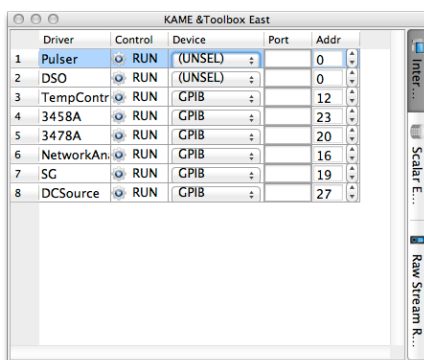 KAME &Toolbox East
Driver Control Device Port Addr
1 Pulser RUN (UNSEL) 0
2 DSO RUN (UNSEL) 0
3 TempContr RUN GPIB 12
4 3458A RUN GPIB 23
5 3478A RUN GPIB 20
6 NetworkAn RUN GPIB 16
7 SG RUN GPIB 19
8 DCSource RUN GPIB 27
Inter...
Scalar E...
Raw Stream R...